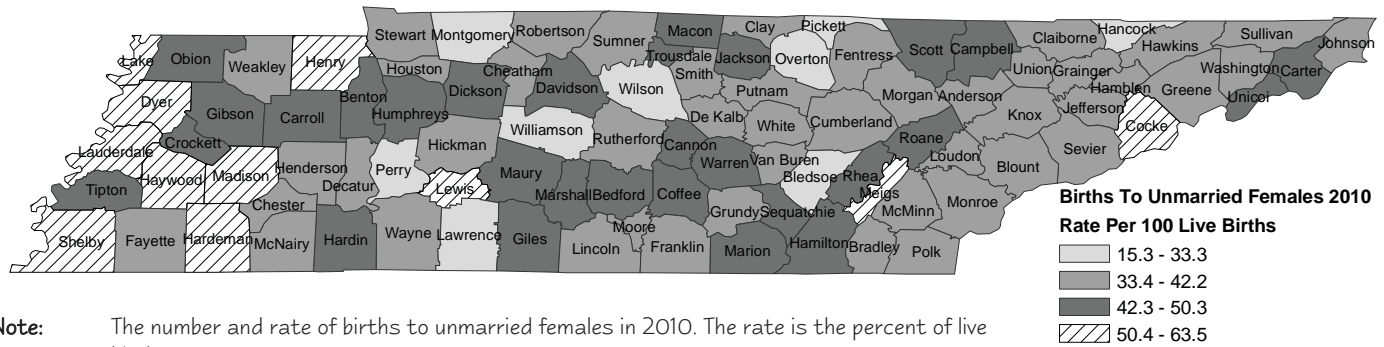 Stewart Montgomery Robertson Sumner Macon Clay Pickett Scott Campbell Claiborne Hancock Hawkins Sullivan Johnson
Lake Obion Weakley Henry Houston Cheatham Trousdale Smith Jackson Overton Fentress Union Grainger Hamblen Washington Carter
Dyer Gibson Carroll Benton Humphreys Dickson Davidson Wilson Putnam Morgan Anderson Knox Jefferson Greene Unicoi
Lauderdale Crockett Williamson Rutherford De Kalb White Cumberland Roane Loudon Blount Sevier Cocke
Tipton Haywood Madison Henderson Decatur Perry Hickman Lewis Maury Marshall Bedford Cannon Coffee Warren Van Buren Bledsoe Rhea Meigs McMinn Monroe
Shelby Fayette Hardeman Chester McNairy Hardin Wayne Lawrence Giles Lincoln Moore Franklin Grundy Sequatchie Marion Hamilton Bradley Polk
Births To Unmarried Females 2010
Rate Per 100 Live Births
15.3 - 33.3
33.4 - 42.2
42.3 - 50.3
50.4 - 63.5
Note: The number and rate of births to unmarried females in 2010. The rate is the percent of live